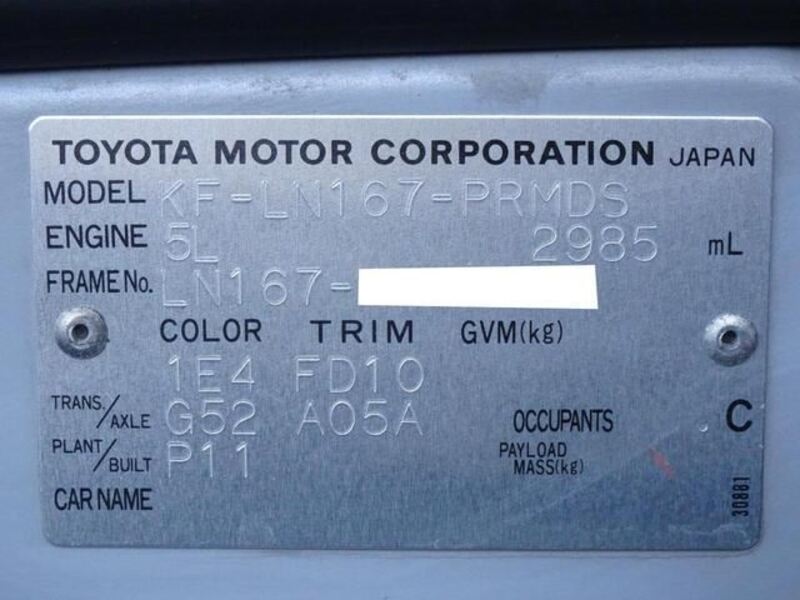 TOYOTA MOTOR CORPORATION JAPAN
MODEL KF-LN167-PRMDS
ENGINE 5L 2985 mL
FRAME No. LN167-
COLOR TRIM GVM(kg)
1E4 FD10
TRANS./AXLE G52 A05A OCCUPANTS C
PLANT/BUILT P11 PAYLOAD MASS(kg)
CAR NAME
30881